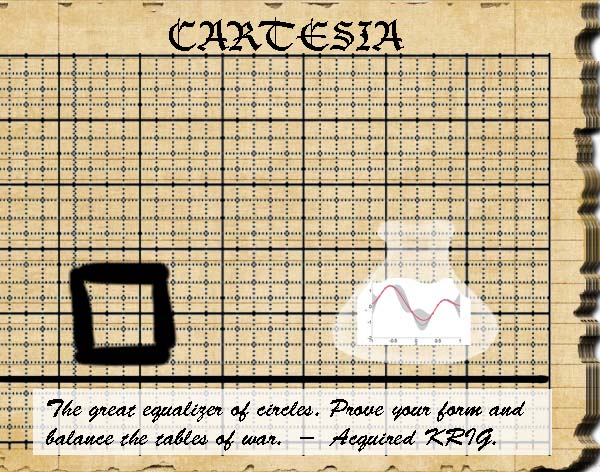 CARTESIA
The great equalizer of circles. Prove your form and
balance the tables of war. – Acquired KRIG.